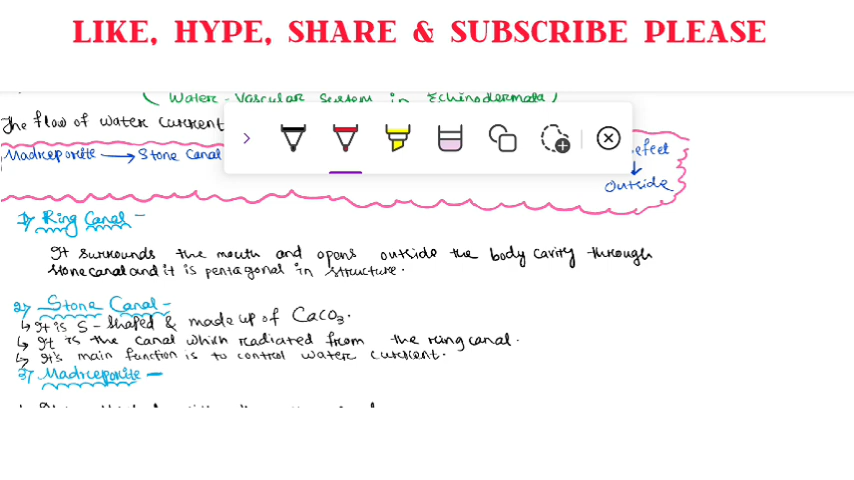 LIKE, HYPE, SHARE & SUBSCRIBE PLEASE
( Water-Vascular System in Echinodermata )
The flow of water current
Madreporite → Stone Canal
efeet
↓
Outside
1) Ring Canal -
It surrounds the mouth and opens outside the body cavity through
stone canal and it is pentagonal in structure.
2) Stone Canal -
↳ It is S-shaped & made up of CaCO3.
↳ It is the canal which radiated from the ring canal.
↳ It's main function is to control water current.
3) Madreporite -